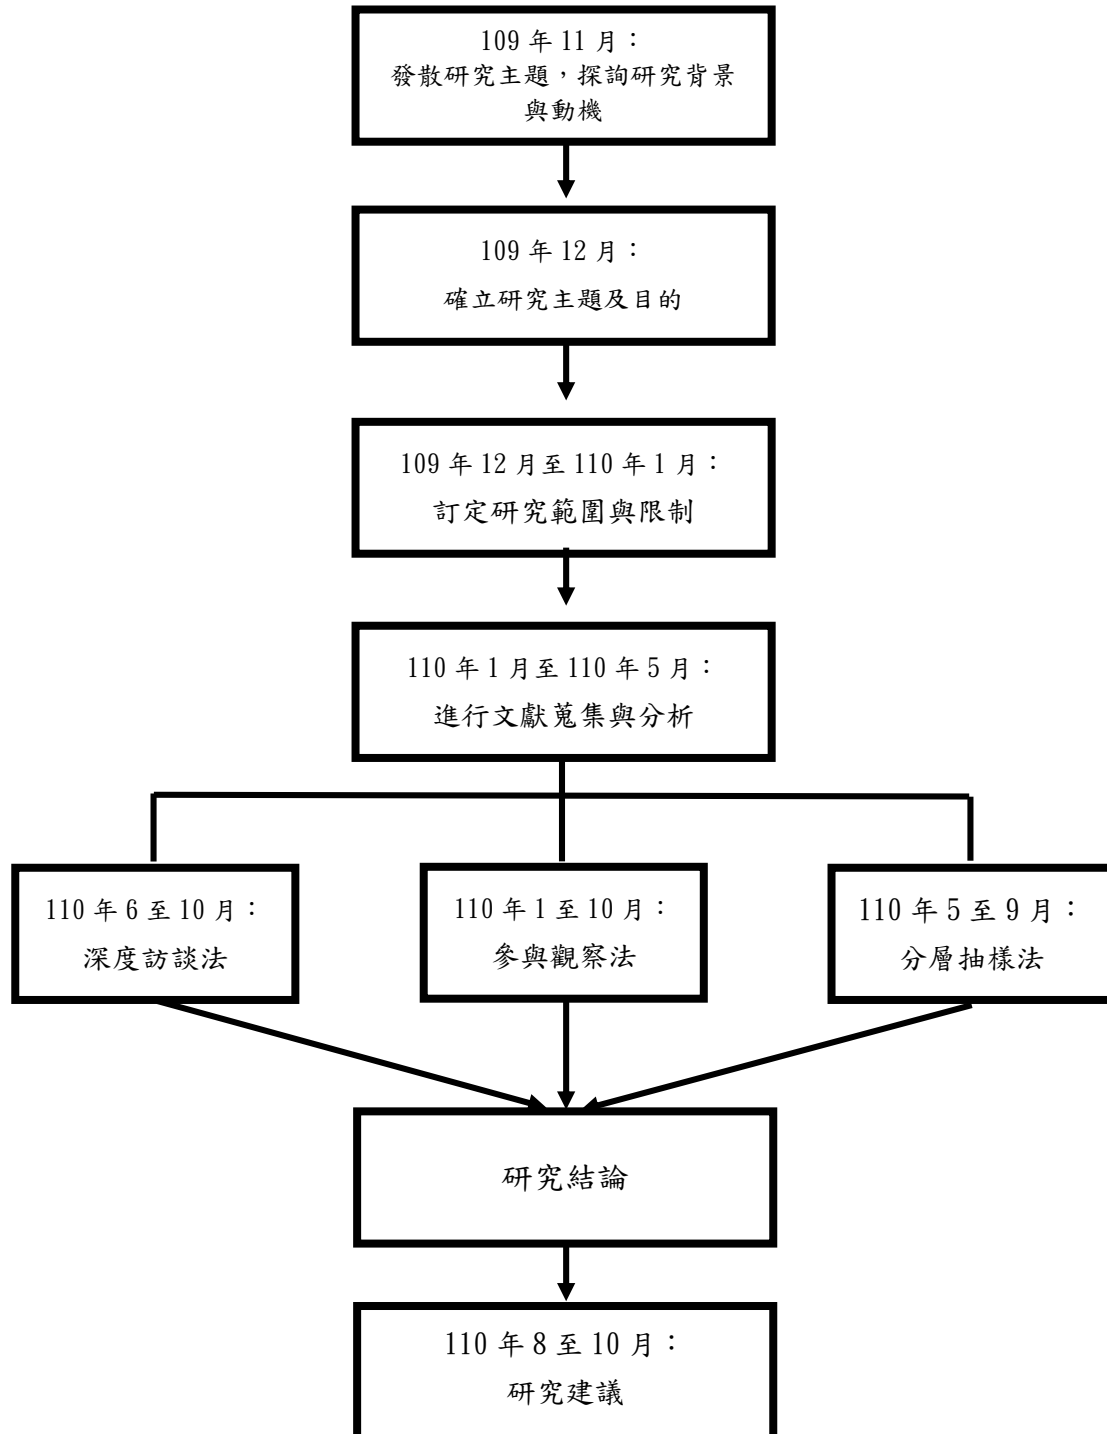 109 年 11 月：
發散研究主題，探詢研究背景
與動機
109 年 12 月：
確立研究主題及目的
109 年 12 月至 110 年 1 月：
訂定研究範圍與限制
110 年 1 月至 110 年 5 月：
進行文獻蒐集與分析
110 年 6 至 10 月：
深度訪談法
110 年 1 至 10 月：
參與觀察法
110 年 5 至 9 月：
分層抽樣法
研究結論
110 年 8 至 10 月：
研究建議